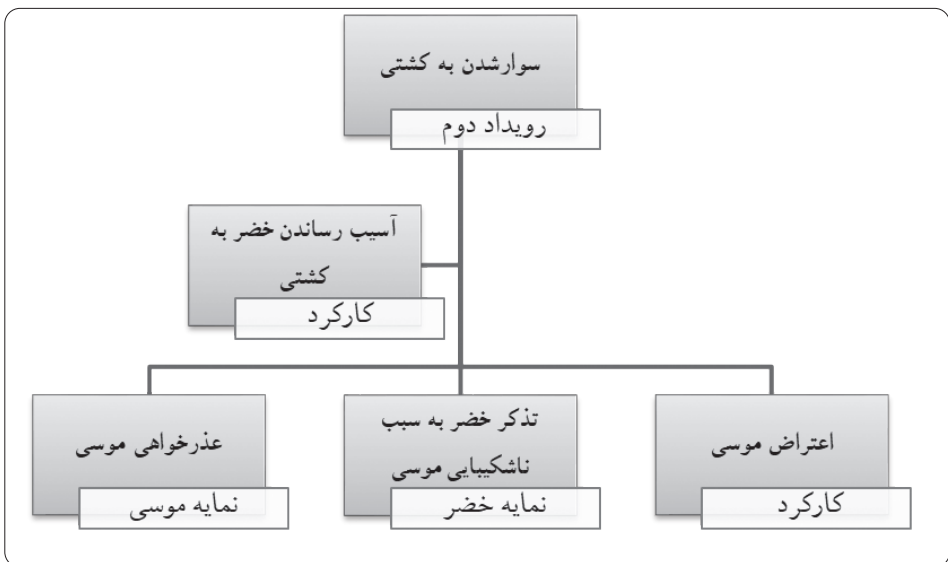 سوارشدن به کشتی
رویداد دوم
آسیب رساندن خضر به
کشتی
کارکرد
اعتراض موسی
کارکرد
تذکر خضر به سبب
ناشکیبایی موسی
نمایه خضر
عذرخواهی موسی
نمایه موسی